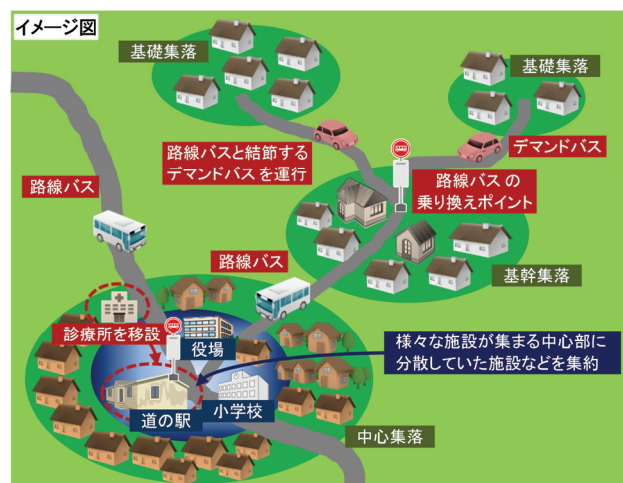 イメージ図
基礎集落
基礎集落
路線バスと結節する
デマンドバスを運行
デマンドバス
路線バス
路線バスの
乗り換えポイント
路線バス
基幹集落
診療所を移設
役場
様々な施設が集まる中心部に
分散していた施設などを集約
小学校
道の駅
中心集落